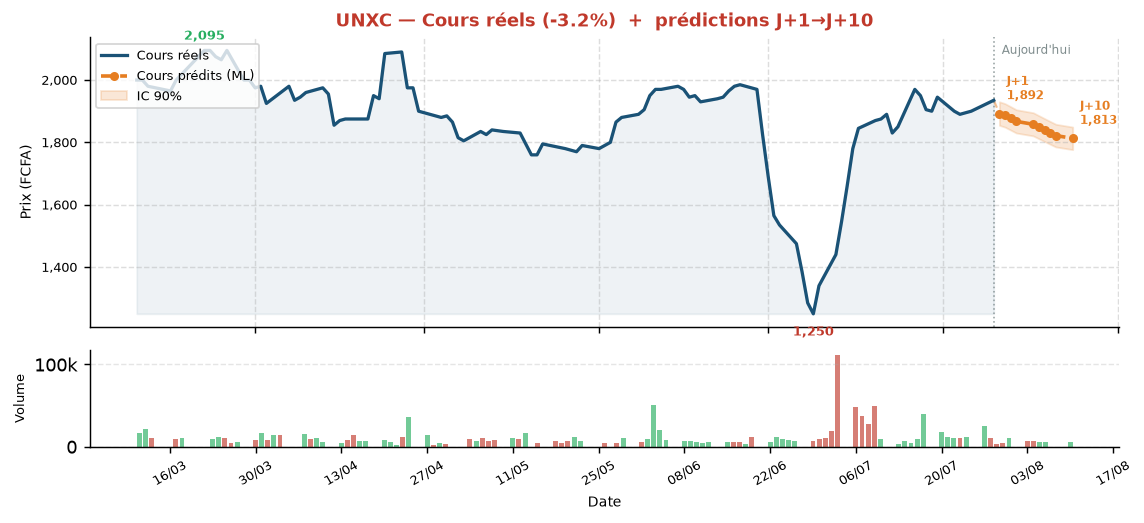 UNXC — Cours réels (-3.2%) + prédictions J+1→J+10
2,095
Cours réels
Cours prédits (ML)
IC 90%
Aujourd'hui
J+1
1,892
J+10
1,813
1,250
Prix (FCFA)
2,000
1,800
1,600
1,400
Volume
100k
0
16/03
30/03
13/04
27/04
11/05
25/05
08/06
22/06
06/07
20/07
03/08
17/08
Date